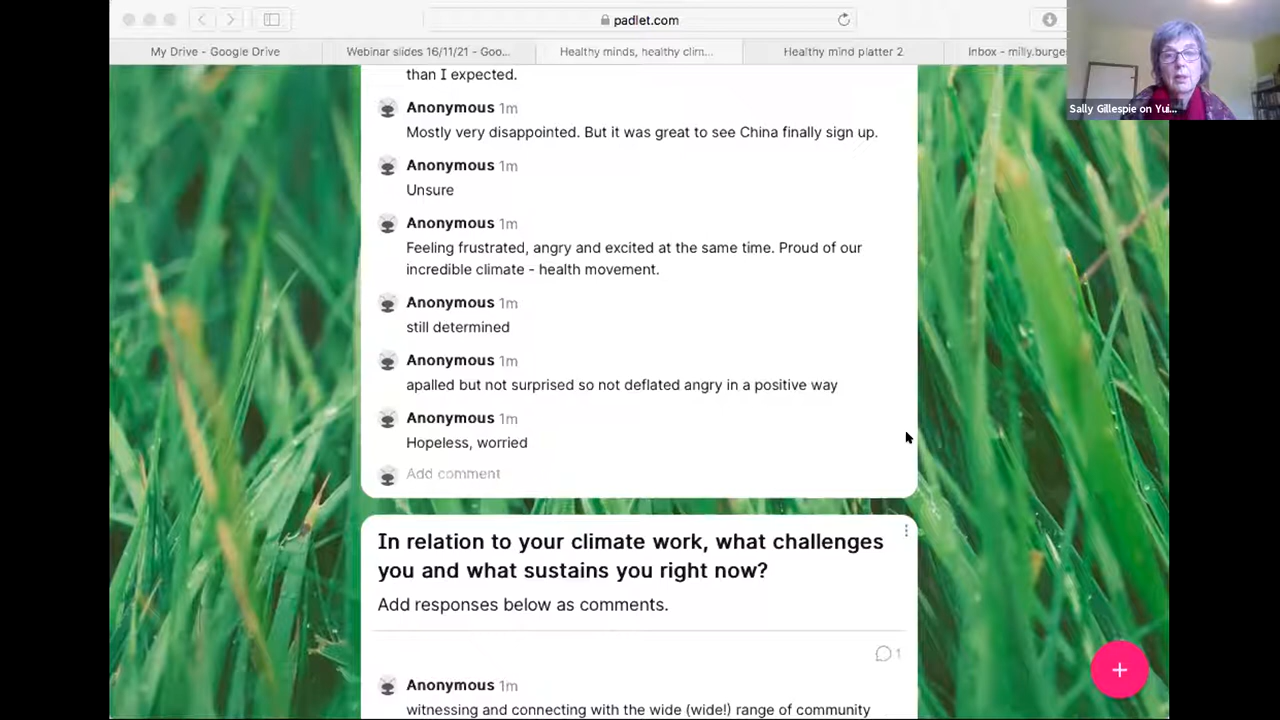 padlet.com
My Drive - Google Drive
Webinar slides 16/11/21 - Goo...
Healthy minds, healthy clim...
Healthy mind platter 2
Inbox - milly.burge
Sally Gillespie on Yui...
than I expected.
Anonymous 1m
Mostly very disappointed. But it was great to see China finally sign up.
Anonymous 1m
Unsure
Anonymous 1m
Feeling frustrated, angry and excited at the same time. Proud of our
incredible climate - health movement.
Anonymous 1m
still determined
Anonymous 1m
apalled but not surprised so not deflated angry in a positive way
Anonymous 1m
Hopeless, worried
Add comment
In relation to your climate work, what challenges
you and what sustains you right now?
Add responses below as comments.
1
Anonymous 1m
witnessing and connecting with the wide (wide!) range of community